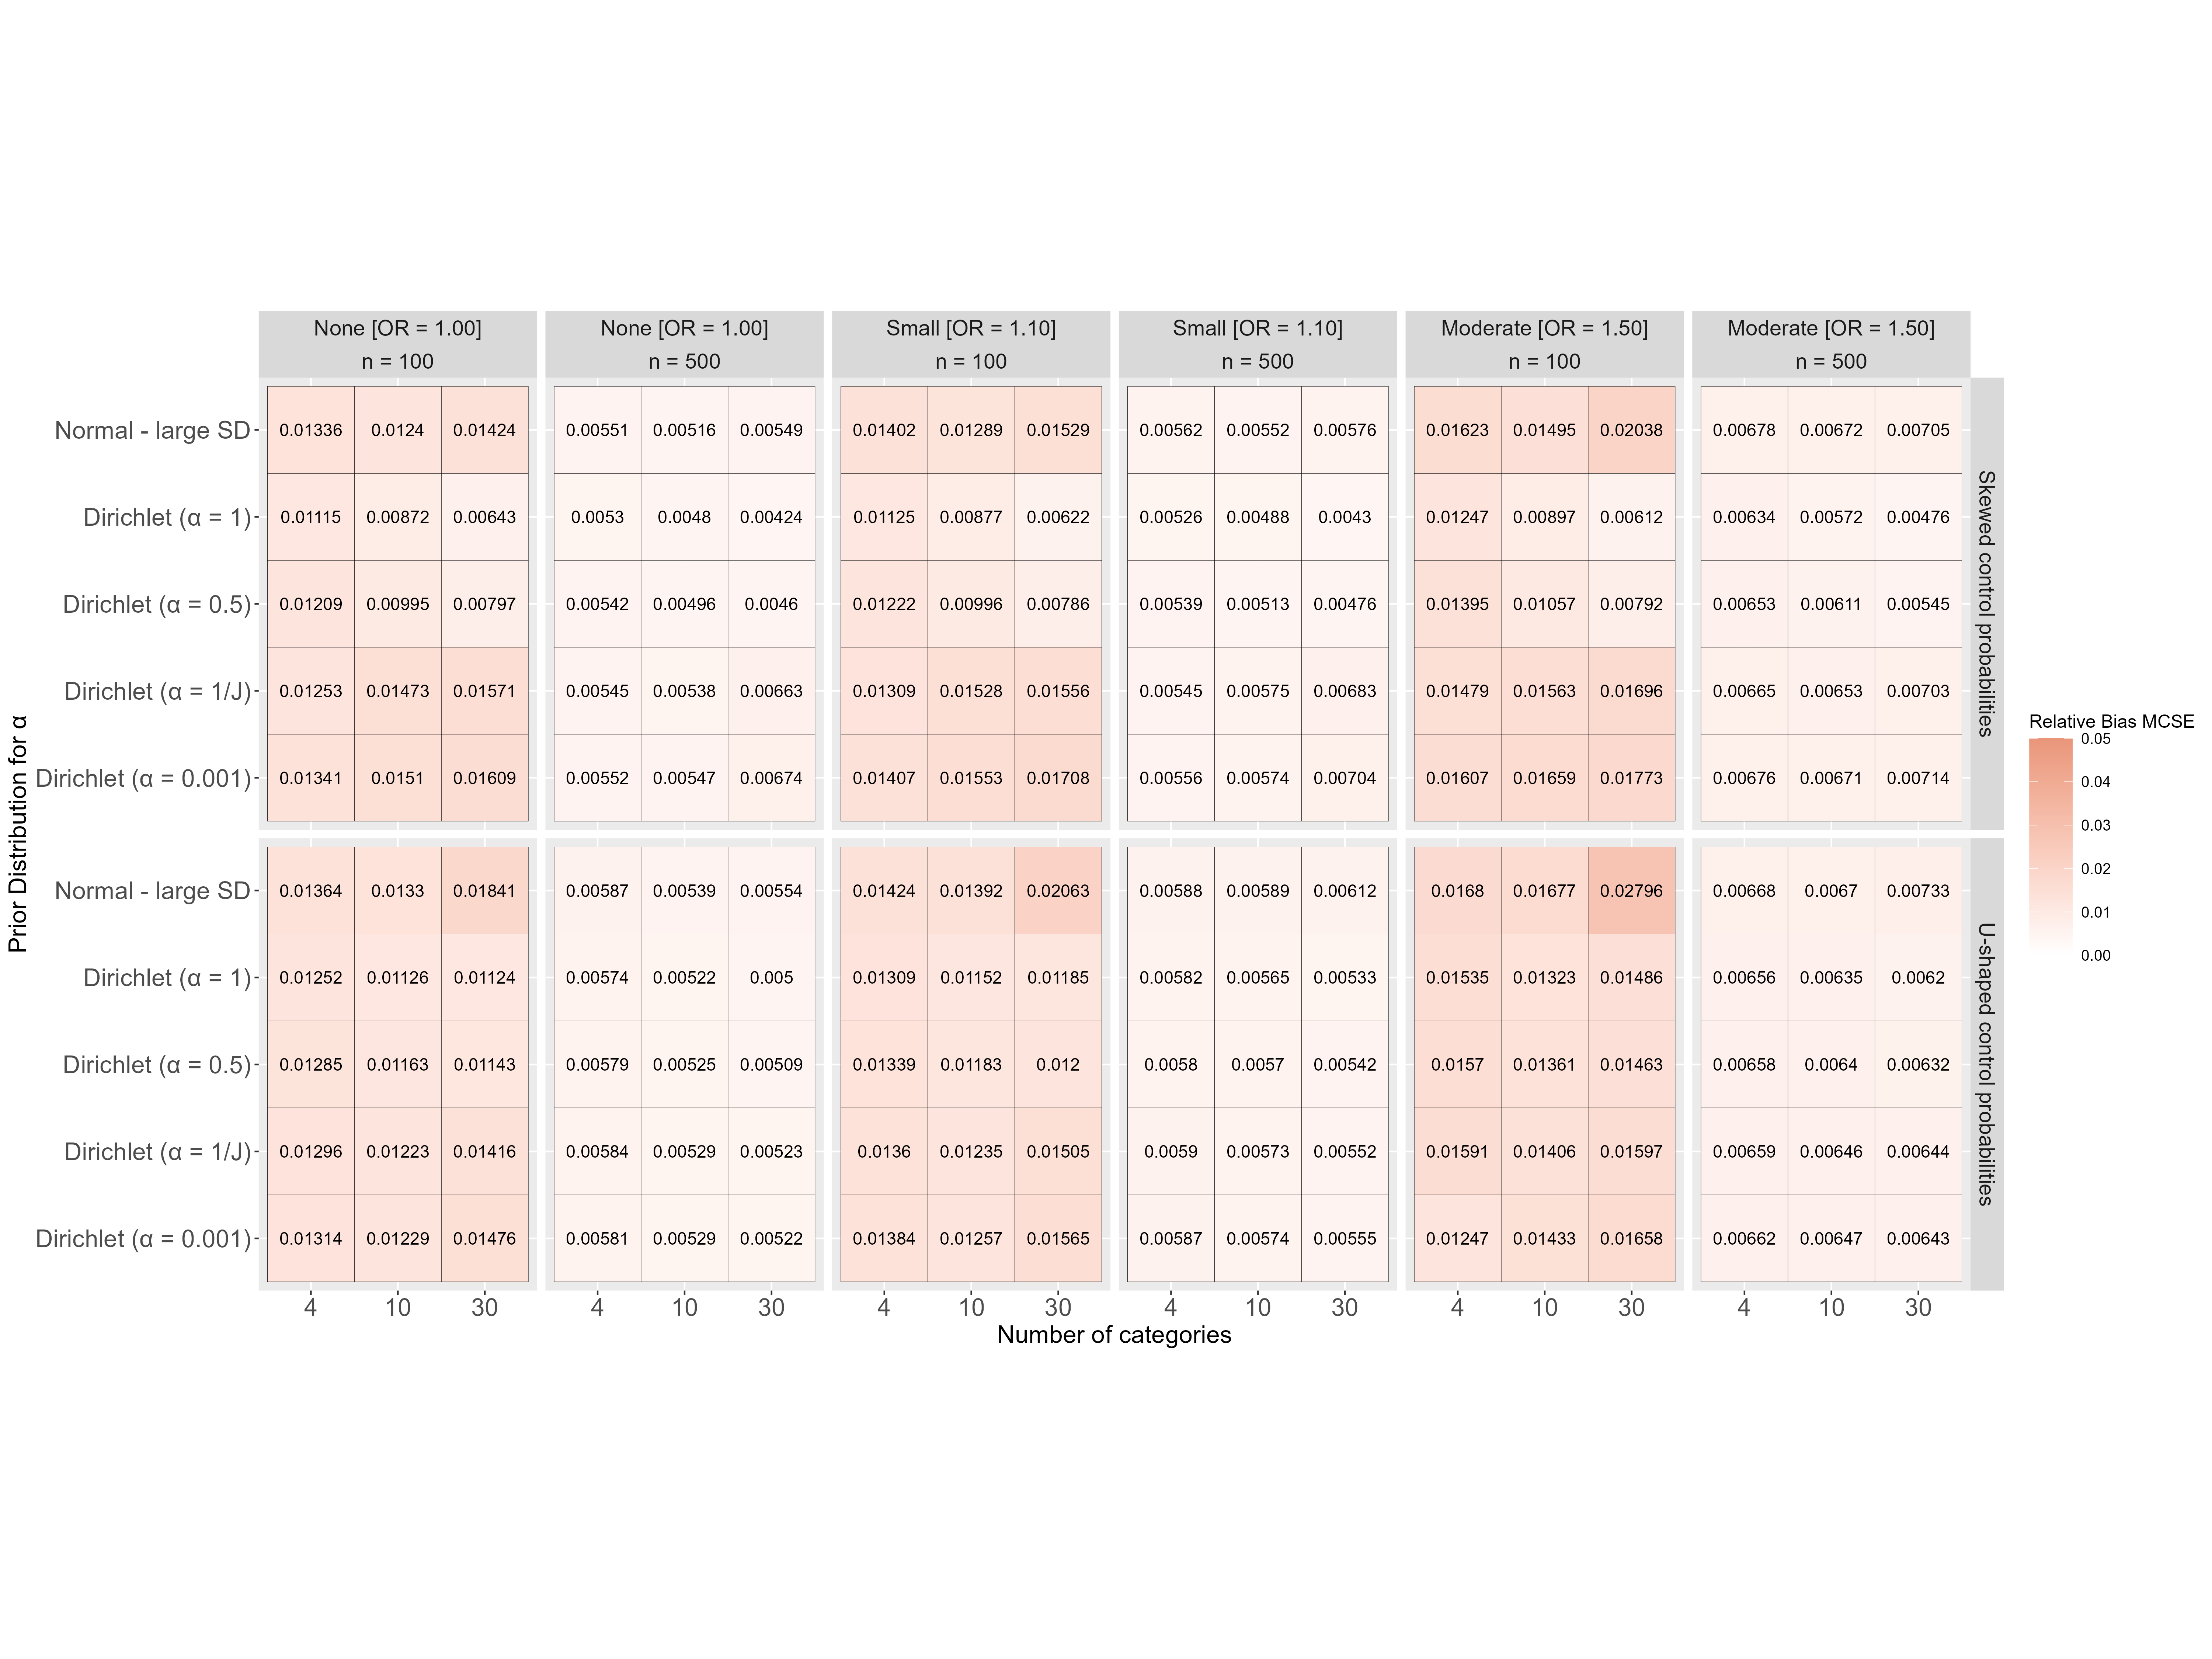 None [OR = 1.00] None [OR = 1.00] Small [OR = 1.10] Small [OR = 1.10] Moderate [OR = 1.50] Moderate [OR = 1.50]
n = 100 n = 500 n = 100 n = 500 n = 100 n = 500
Normal - large SD 0.01336 0.0124 0.01424 0.00551 0.00516 0.00549 0.01402 0.01289 0.01529 0.00562 0.00552 0.00576 0.01623 0.01495 0.02038 0.00678 0.00672 0.00705
Dirichlet (α = 1) 0.01115 0.00872 0.00643 0.0053 0.0048 0.00424 0.01125 0.00877 0.00622 0.00526 0.00488 0.0043 0.01247 0.00897 0.00612 0.00634 0.00572 0.00476
Dirichlet (α = 0.5) 0.01209 0.00995 0.00797 0.00542 0.00496 0.0046 0.01222 0.00996 0.00786 0.00539 0.00513 0.00476 0.01395 0.01057 0.00792 0.00653 0.00611 0.00545
Dirichlet (α = 1/J) 0.01253 0.01473 0.01571 0.00545 0.00538 0.00663 0.01309 0.01528 0.01556 0.00545 0.00575 0.00683 0.01479 0.01563 0.01696 0.00665 0.00653 0.00703
Dirichlet (α = 0.001) 0.01341 0.0151 0.01609 0.00552 0.00547 0.00674 0.01407 0.01553 0.01708 0.00556 0.00574 0.00704 0.01607 0.01659 0.01773 0.00676 0.00671 0.00714
Skewed control probabilities
Normal - large SD 0.01364 0.0133 0.01841 0.00587 0.00539 0.00554 0.01424 0.01392 0.02063 0.00588 0.00589 0.00612 0.0168 0.01677 0.02796 0.00668 0.0067 0.00733
Dirichlet (α = 1) 0.01252 0.01126 0.01124 0.00574 0.00522 0.005 0.01309 0.01152 0.01185 0.00582 0.00565 0.00533 0.01535 0.01323 0.01486 0.00656 0.00635 0.0062
Dirichlet (α = 0.5) 0.01285 0.01163 0.01143 0.00579 0.00525 0.00509 0.01339 0.01183 0.012 0.0058 0.0057 0.00542 0.0157 0.01361 0.01463 0.00658 0.0064 0.00632
Dirichlet (α = 1/J) 0.01296 0.01223 0.01416 0.00584 0.00529 0.00523 0.0136 0.01235 0.01505 0.0059 0.00573 0.00552 0.01591 0.01406 0.01597 0.00659 0.00646 0.00644
Dirichlet (α = 0.001) 0.01314 0.01229 0.01476 0.00581 0.00529 0.00522 0.01384 0.01257 0.01565 0.00587 0.00574 0.00555 0.01247 0.01433 0.01658 0.00662 0.00647 0.00643
U-shaped control probabilities
4 10 30 4 10 30 4 10 30 4 10 30 4 10 30 4 10 30
Number of categories
Prior Distribution for α
Relative Bias MCSE
0.05
0.04
0.03
0.02
0.01
0.00